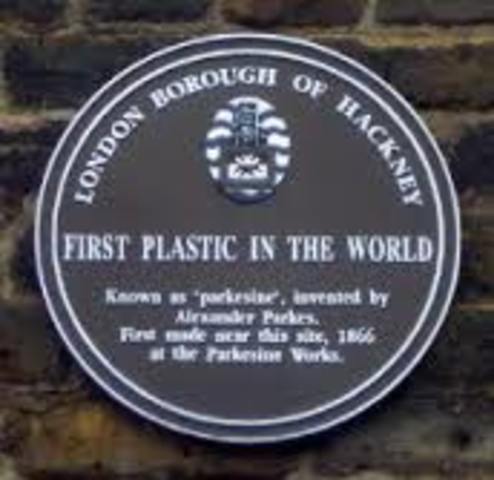 LONDON BOROUGH OF HACKNEY
FIRST PLASTIC IN THE WORLD
Known as 'parkesine', invented by
Alexander Parkes.
First made near this site, 1866
at the Parkesine Works.